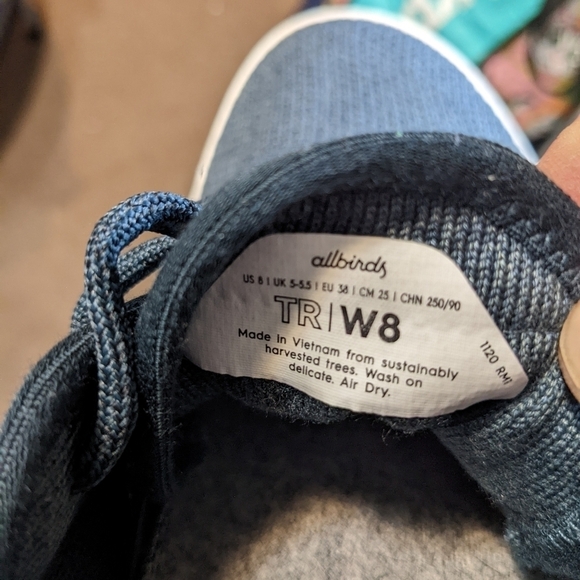 allbirds
US 8 | UK 5-5.5 | EU 38 | CM 25 | CHN 250/90
TR | W8
Made in Vietnam from sustainably
harvested trees. Wash on
delicate. Air Dry.
1120 RMI